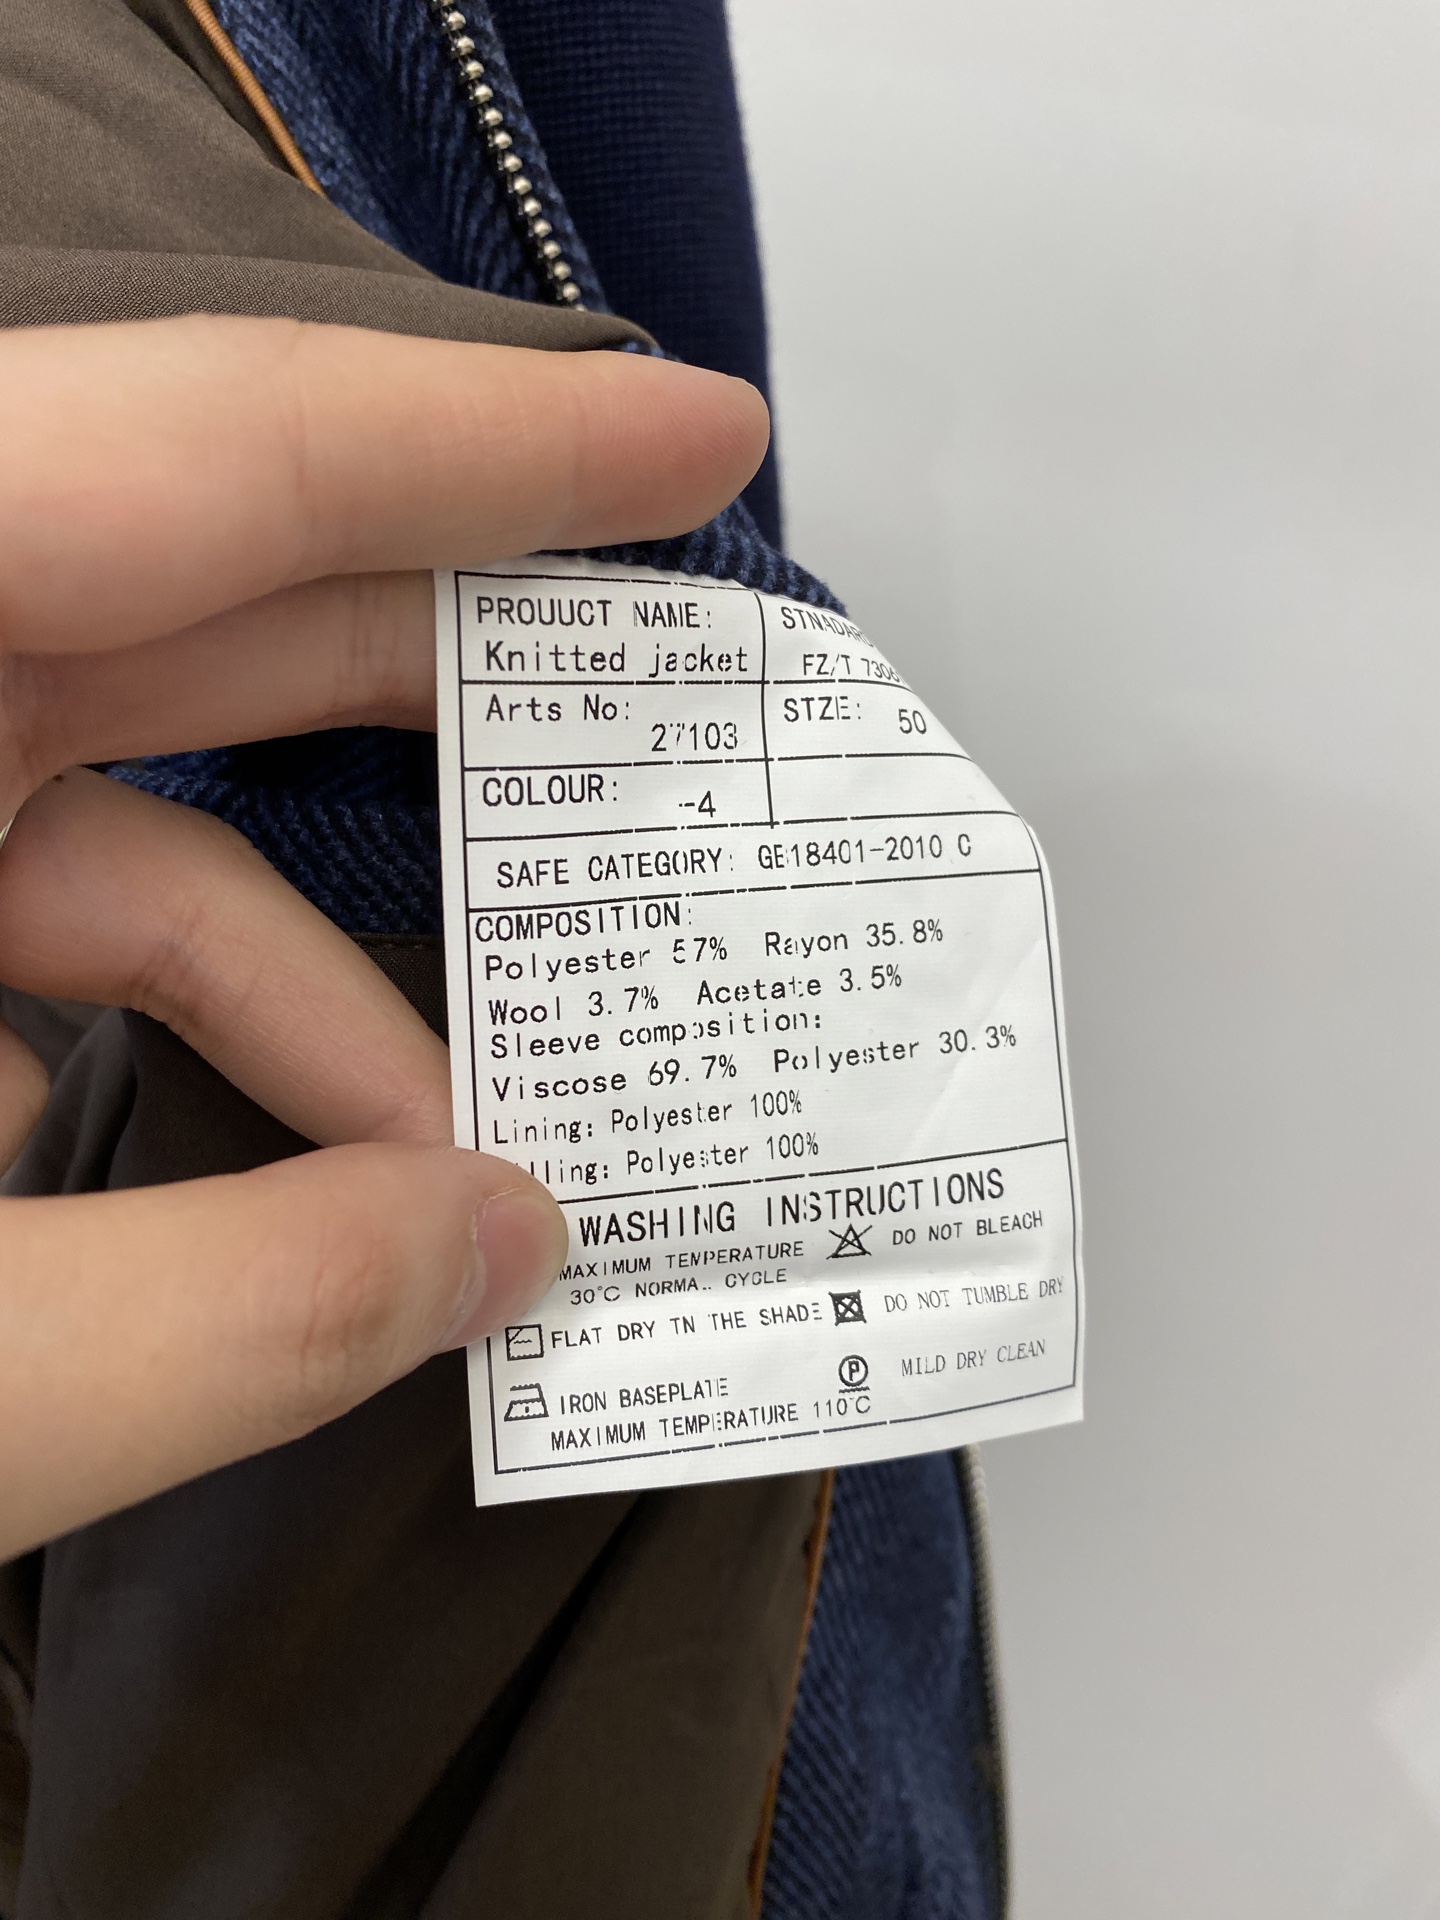 PROUUCT NAME:
Knitted jacket
FZ/T
Arts No:
27103
STZE: 50
COLOUR: -4
SAFE CATEGORY: GB18401-2010 C
COMPOSITION:
Polyester 57% Rayon 35.8%
Wool 3.7% Acetate 3.5%
Sleeve composition:
Viscose 69.7% Polyester 30.3%
Lining: Polyester 100%
Polyester 100%
WASHING INSTRUCTIONS
MAXIMUM TEMPERATURE
30°C NORMAL CYCLE
DO NOT BLEACH
FLAT DRY TN THE SHADE
DO NOT TUMBLE DRY
IRON BASEPLATE
MAXIMUM TEMPERATURE 110°C
P
MILD DRY CLEAN